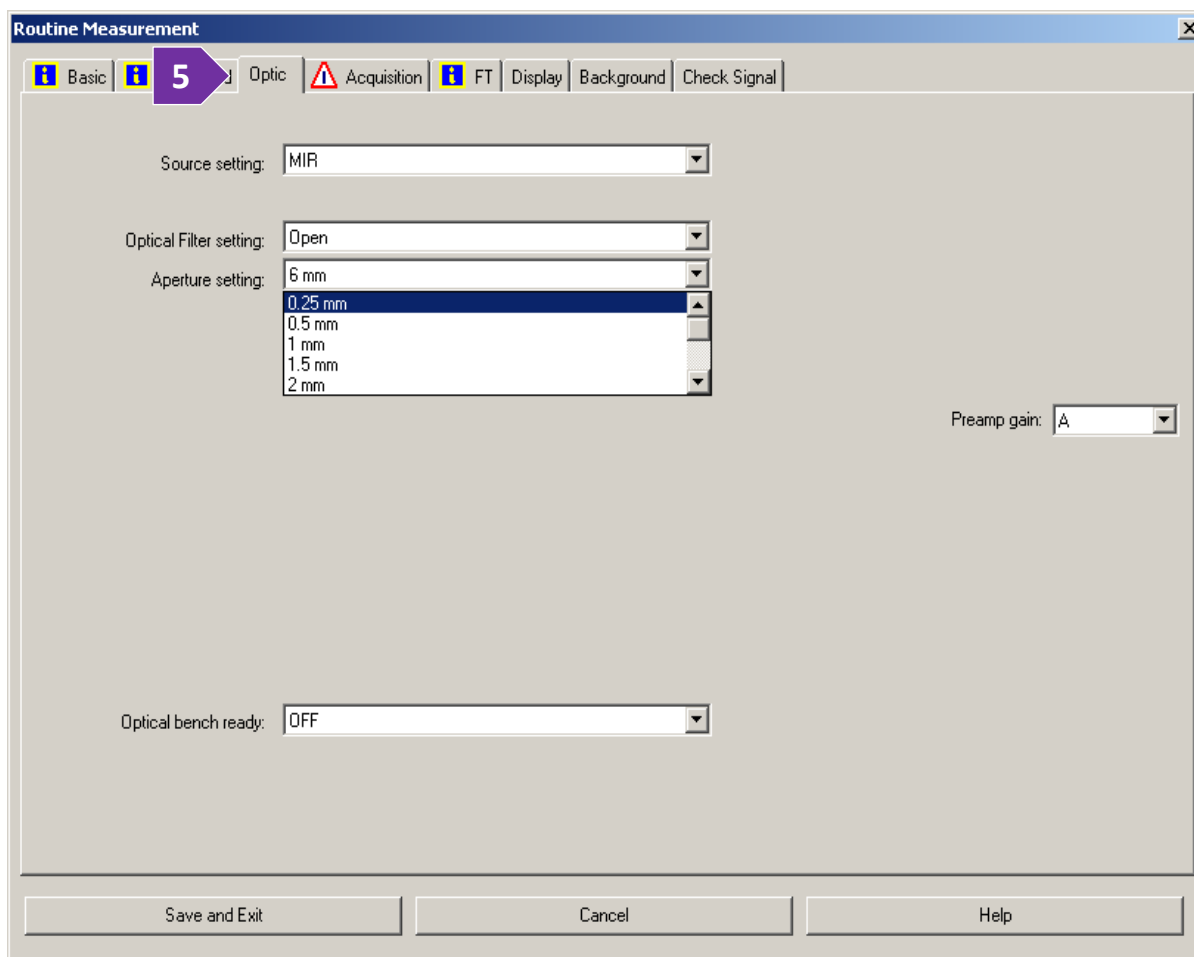 Routine Measurement
Basic 5 d Optic Acquisition FT Display Background Check Signal
Source setting: MIR
Optical Filter setting: Open
Aperture setting: 6 mm
0.25 mm
0.5 mm
1 mm
1.5 mm
2 mm
Preamp gain: A
Optical bench ready: OFF
Save and Exit Cancel Help